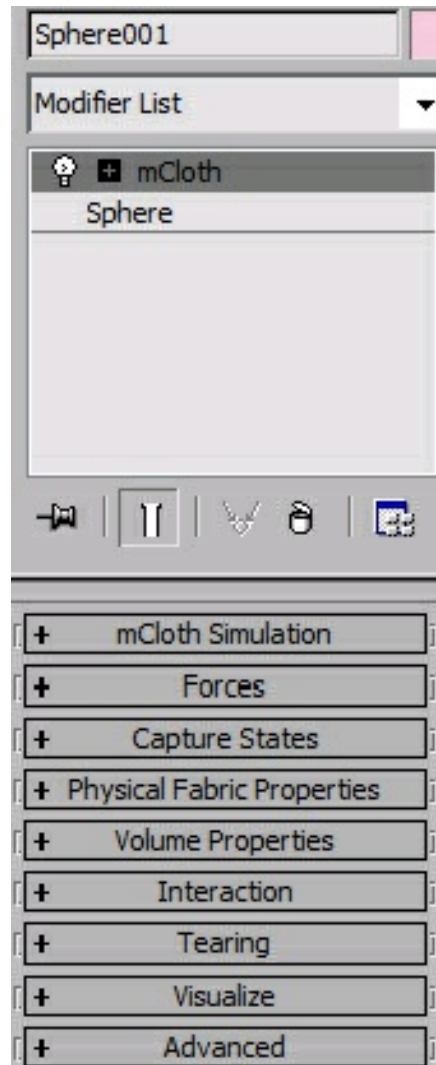 Sphere001
Modifier List
mCloth
Sphere
+ mCloth Simulation
+ Forces
+ Capture States
+ Physical Fabric Properties
+ Volume Properties
+ Interaction
+ Tearing
+ Visualize
+ Advanced